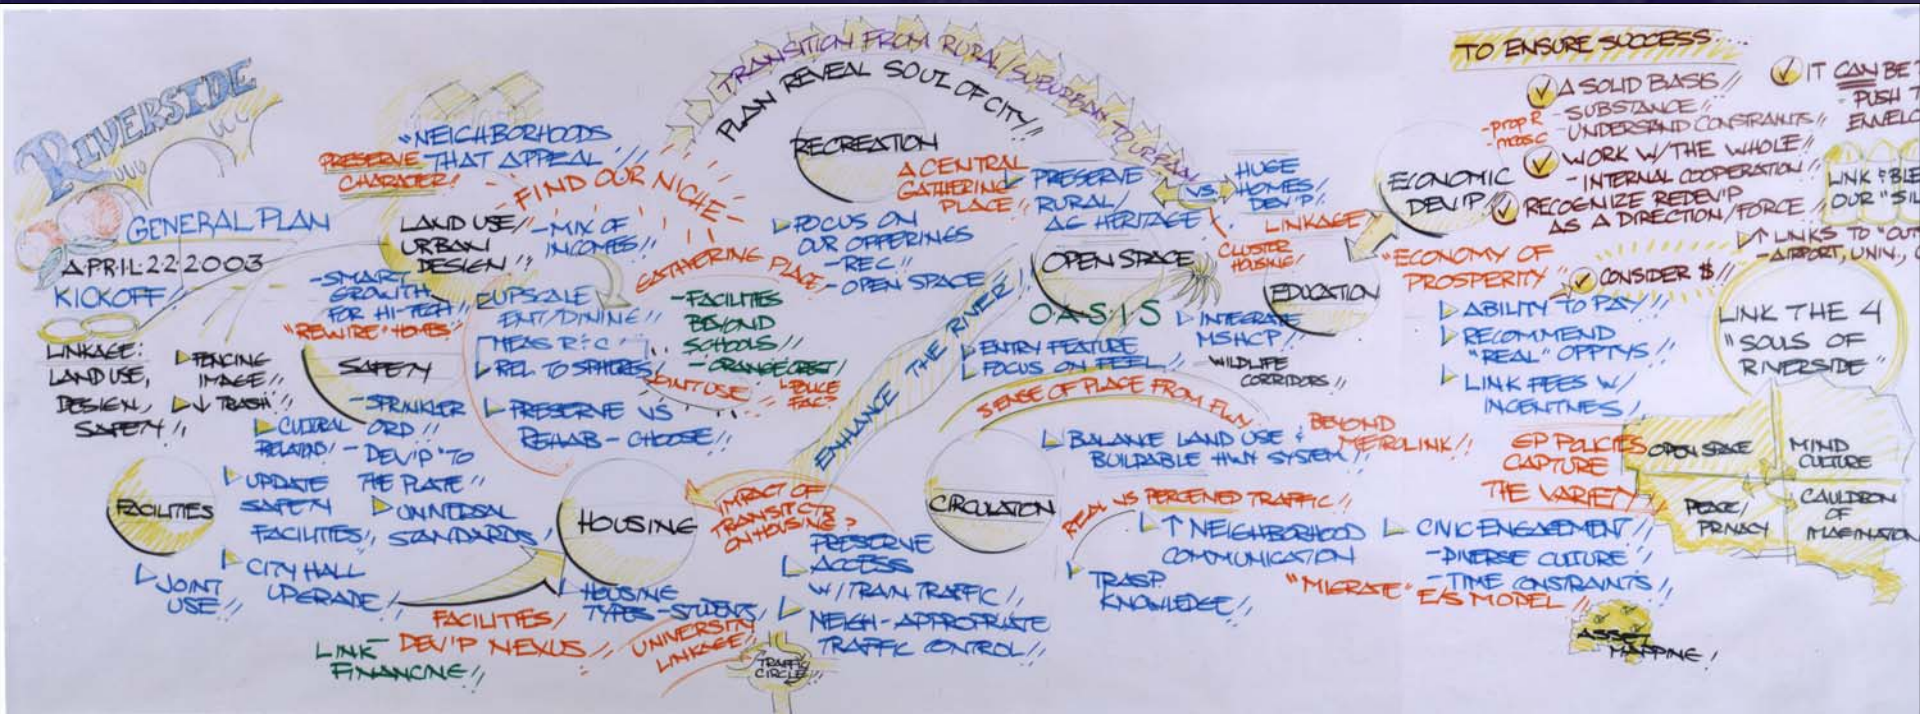 RIVERSIDE
GENERAL PLAN
APRIL 22 2003
KICKOFF!!
LINKAGE:
LAND USE,
DESIGN,
SAFETY!!
FENCING
IMAGE!!
↓ TRASH!!
"NEIGHBORHOODS
THAT APPEAL"!!
PRESERVE
CHARACTER!
LAND USE/
URBAN
DESIGN!!
-MIX OF
INCOMES!!
-SMART
GROWTH
FOR HI-TECH!!
"REWIRE" HOMES!!
UPSCALE
ENT/DINING!!
MEAS R & C
REL. TO SPHERES!
PRESERVE VS
REHAB - CHOOSE!!
- FIND OUR NICHE -
GATHERING PLACE
-FACILITIES
BEYOND
SCHOOLS!!
-ORANGECREST!
JOINT USE
POLICE
FAC?
SAFETY
-SPRINKLER
ORD!!
CULTURAL
RELATIONS!
- DEV'P "TO
THE PLATE"!!
UPDATE
SAFETY
FACILITIES!!
UNIVERSAL
STANDARDS!
FACILITIES
JOINT
USE!!
CITY HALL
UPGRADE!
HOUSING
HOUSING
TYPES - STUDENTS!
FACILITIES/
DEV'P NEXUS!!
LINK
FINANCING!!
UNIVERSITY
LINKAGE!!
TRAFFIC
CIRCLE!!
IMPACT OF
TRANSIT CTR
ON HOUSING?
TRANSITION FROM RURAL/SUBURBAN TO URBAN
PLAN REVEAL SOUL OF CITY!!
RECREATION
A CENTRAL
GATHERING
PLACE!!
FOCUS ON
OUR OFFERINGS
-REC!!
- OPEN SPACE
PRESERVE
RURAL/
AG HERITAGE
VS.
HUGE
HOMES/
DEV'P!
CLUSTER
HOUSING!
OPEN SPACE
OASIS
ENTRY FEATURE
FOCUS ON FEEL!!
INTEGRATE
MSHCP!!
-WILDLIFE
CORRIDORS!!
ENHANCE THE RIVER!
SENSE OF PLACE FROM FWY
CIRCULATION
BALANCE LAND USE &
BUILDABLE HWY SYSTEM!!
BEYOND
METROLINK!!
REAL VS PERCEIVED TRAFFIC!!
↑ NEIGHBORHOOD
COMMUNICATION
TRASP.
KNOWLEDGE!!
PRESERVE
ACCESS
W/TRAIN TRAFFIC!!
NEIGH-APPROPRIATE
TRAFFIC CONTROL!!
LINKAGE
EDUCATION
ECONOMIC
DEV'P!!
"ECONOMY OF
PROSPERITY"
ABILITY TO PAY!!
RECOMMEND
"REAL" OPPTYS!!
LINK FEES W/
INCENTIVES!
GP POLICIES
CAPTURE
THE VARIETY!
CIVIC ENGAGEMENT!!
-DIVERSE CULTURE!!
-TIME CONSTRAINTS!!
"MIGRATE" E/S MODEL!!
ASSET
MAPPING!
TO ENSURE SUCCESS....
A SOLID BASIS!!
-SUBSTANCE!!
-PROP R
- UNDERSTAND CONSTRAINTS!!
WORK W/THE WHOLE!!
-INTERNAL COOPERATION!!
RECOGNIZE REDEV'P
AS A DIRECTION/FORCE!!
CONSIDER $!!
IT CAN BE
-PUSH
LINK & BLE
OUR "SIL
↑ LINKS TO "OUT
-AIRPORT, UNIV.,
LINK THE 4
"SOULS OF
RIVERSIDE"
OPEN SPACE
MIND
CULTURE
PEACE/
PRIVACY
CAULDRON
OF
IMAGINATION